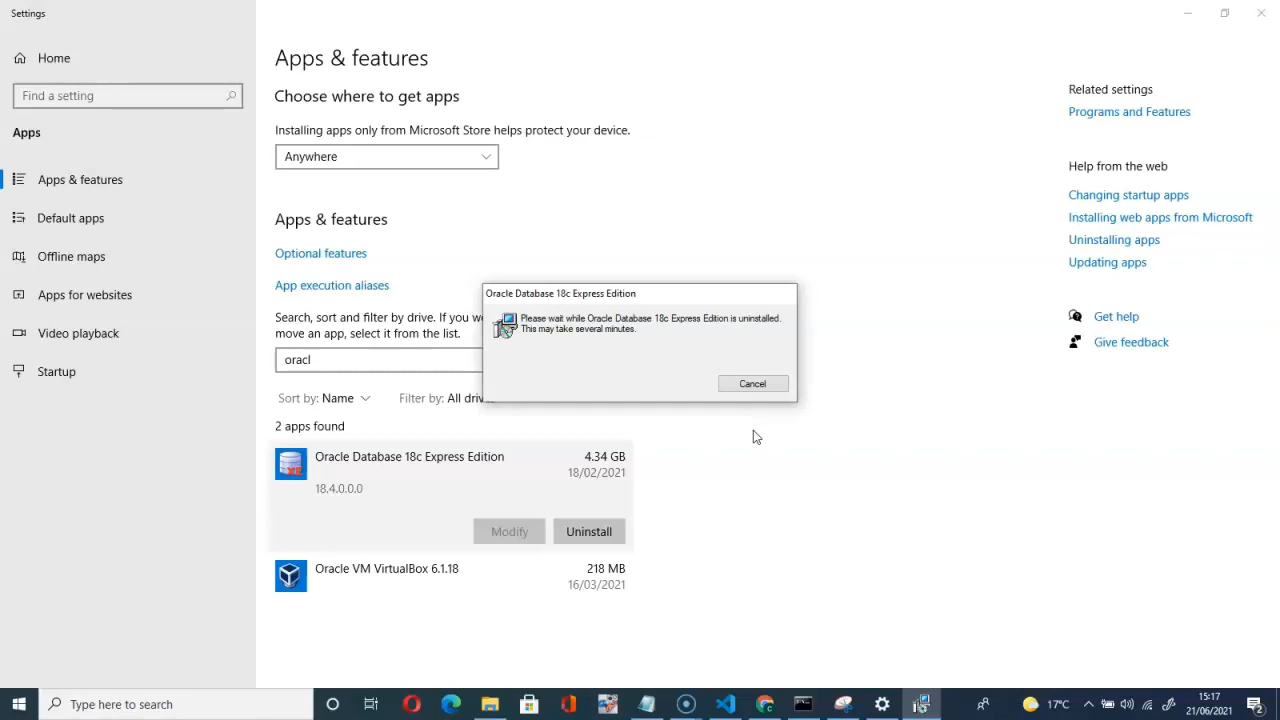 Settings
Home
Find a setting
Apps
Apps & features
Default apps
Offline maps
Apps for websites
Video playback
Startup
Apps & features
Choose where to get apps
Installing apps only from Microsoft Store helps protect your device.
Anywhere
Apps & features
Optional features
App execution aliases
Search, sort and filter by drive. If you
move an app, select it from the list.
oracl
Sort by: Name
Filter by: All
2 apps found
Oracle Database 18c Express Edition
4.34 GB
18/02/2021
18.4.0.0.0
Modify
Uninstall
Oracle VM VirtualBox 6.1.18
218 MB
16/03/2021
Oracle Database 18c Express Edition
Please wait while Oracle Database 18c Express Edition is uninstalled.
This may take several minutes.
Cancel
Related settings
Programs and Features
Help from the web
Changing startup apps
Installing web apps from Microsoft
Uninstalling apps
Updating apps
Get help
Give feedback
Type here to search
17°C
15:17
21/06/2021
2